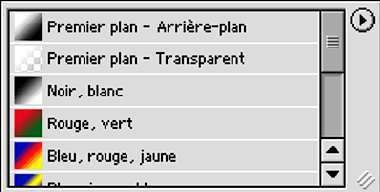 Premier plan - Arrière-plan
Premier plan - Transparent
Noir, blanc
Rouge, vert
Bleu, rouge, jaune